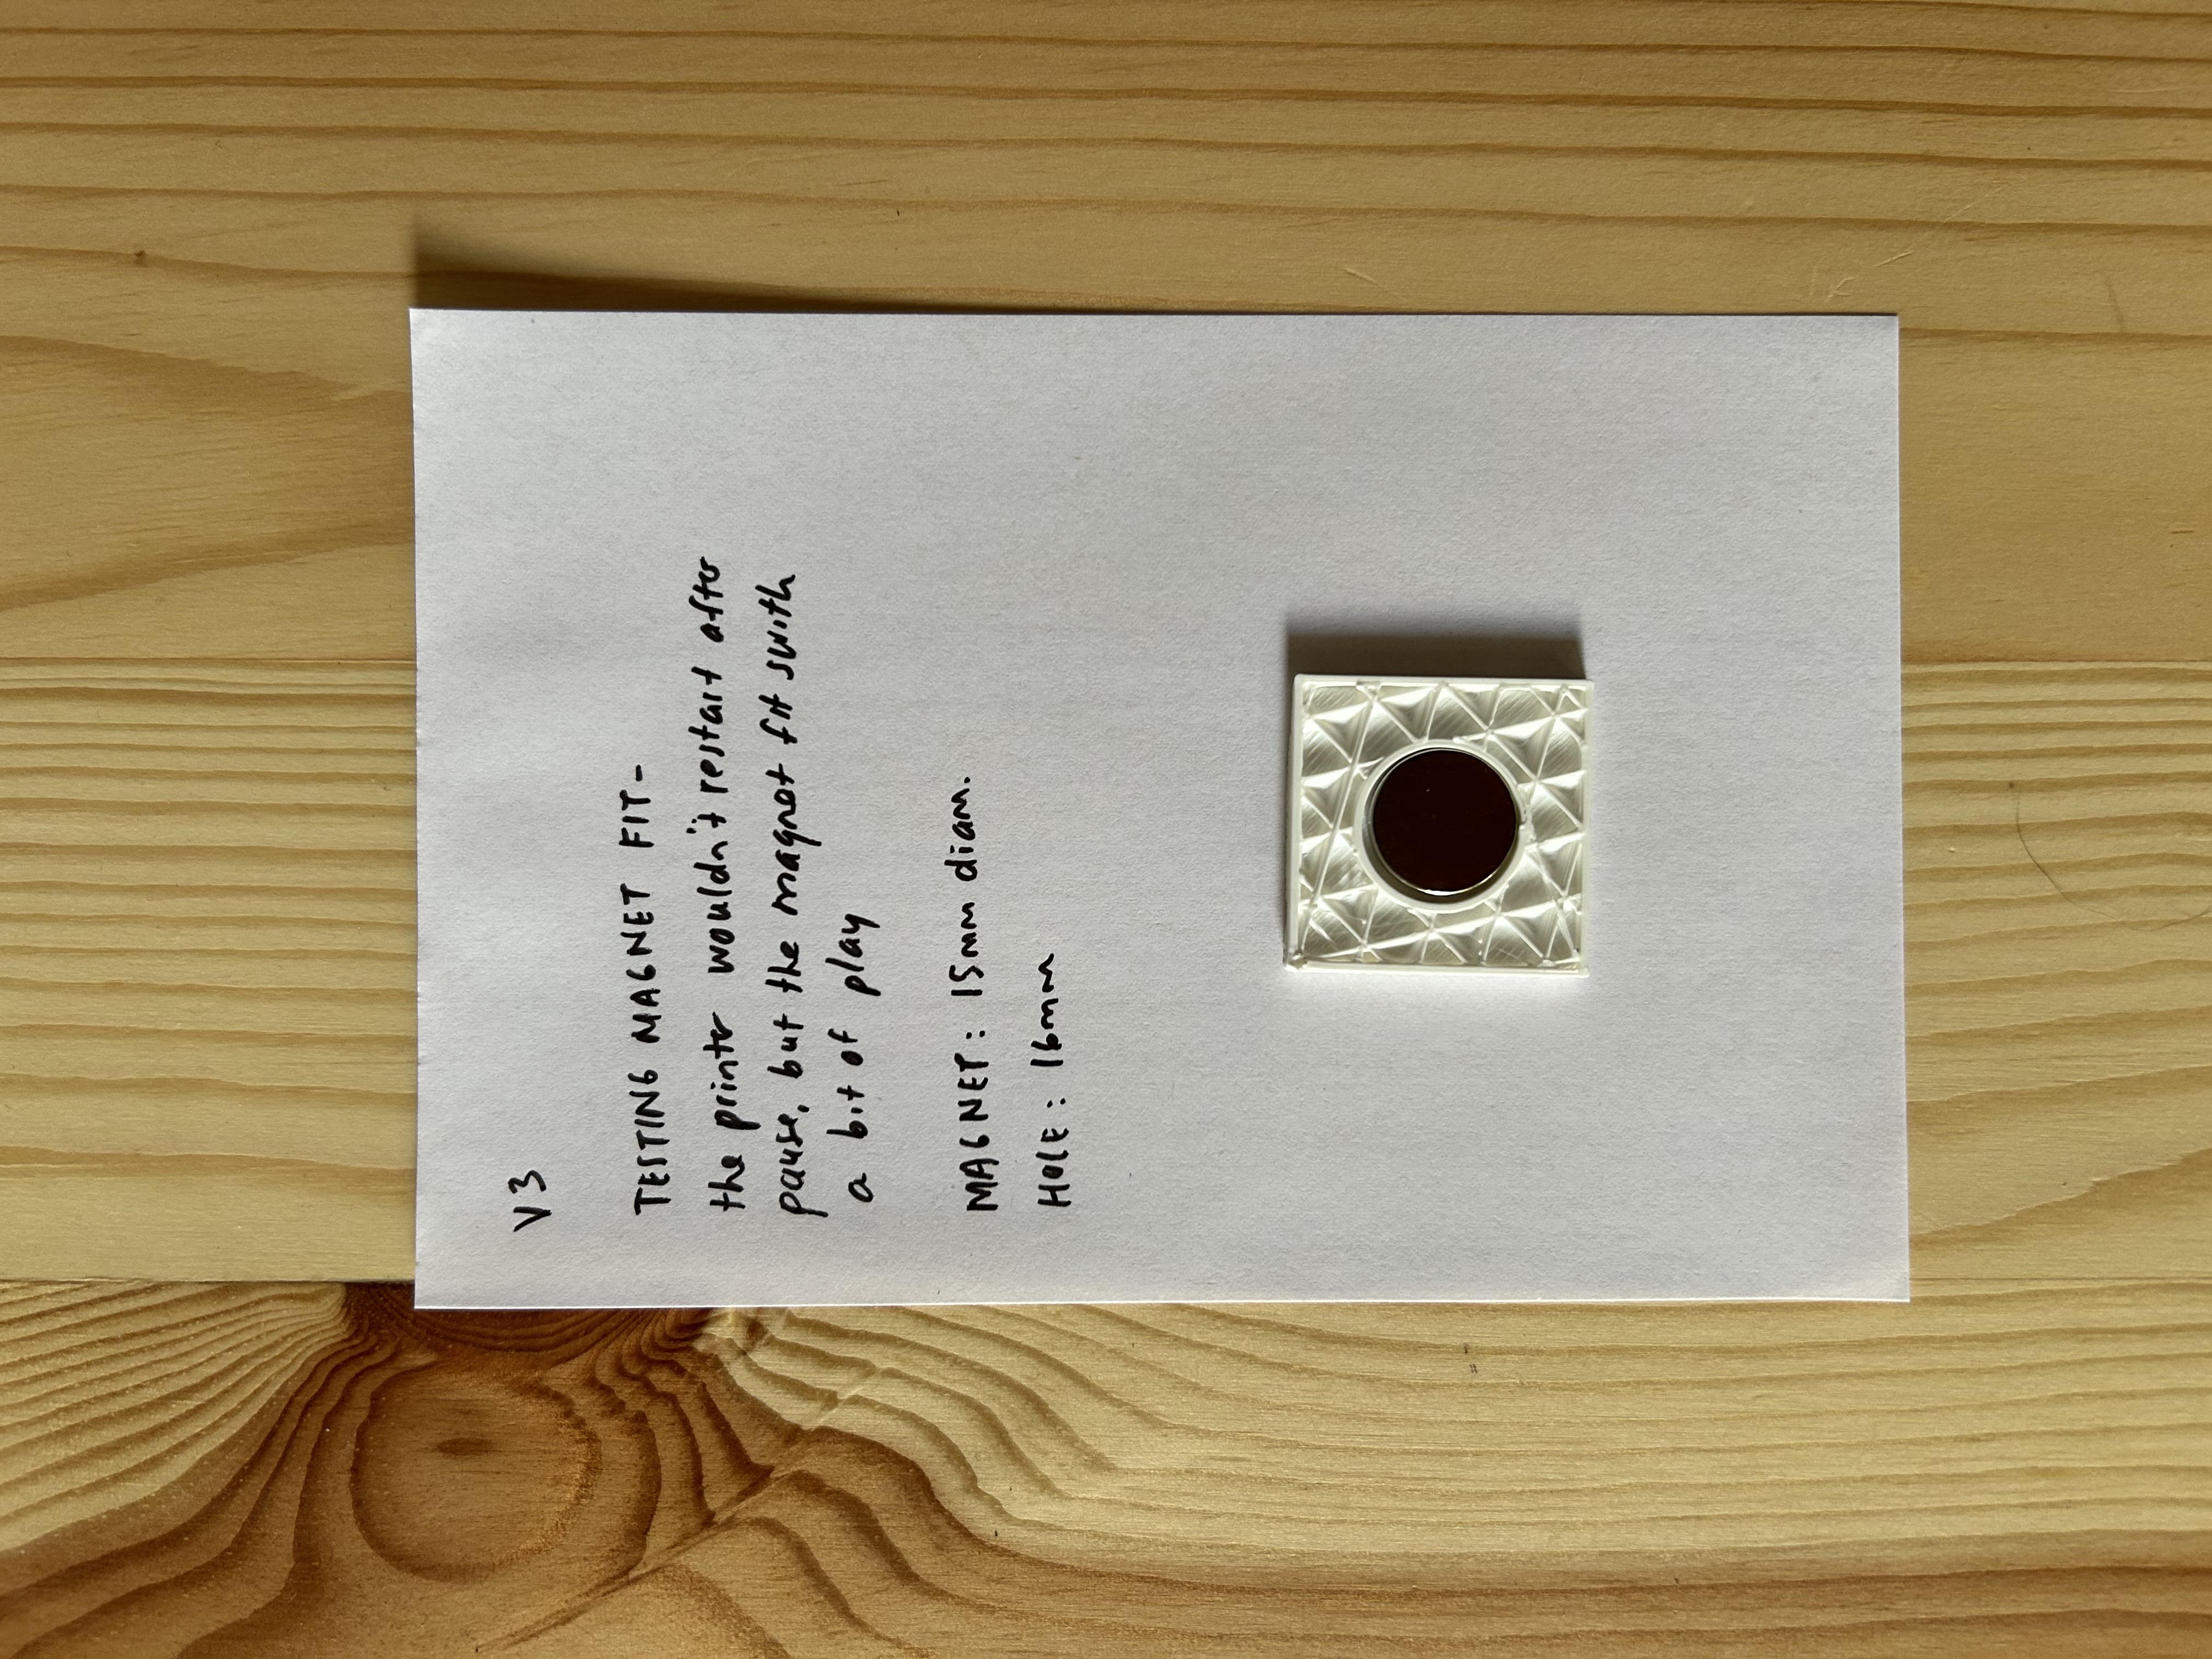 V3
TESTING MAGNET FIT-
the printer wouldn't restart after
pause, but the magnet fit swith
a bit of play
MAGNET: 15mm diam.
HOLE: 16mm